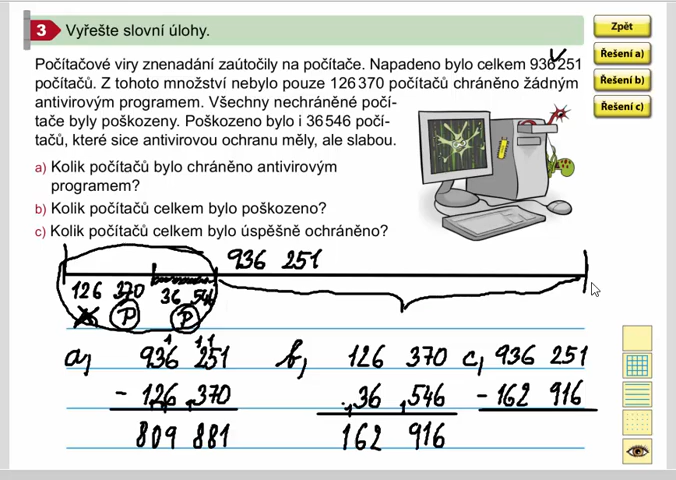 3 Vyřešte slovní úlohy.
Zpět
Řešení a)
Řešení b)
Řešení c)
Počítačové viry znenadání zaútočily na počítače. Napadeno bylo celkem 936 251
počítačů. Z tohoto množství nebylo pouze 126 370 počítačů chráněno žádným
antivirovým programem. Všechny nechráněné počí-
tače byly poškozeny. Poškozeno bylo i 36 546 počí-
tačů, které sice antivirovou ochranu měly, ale slabou.
a) Kolik počítačů bylo chráněno antivirovým
programem?
b) Kolik počítačů celkem bylo poškozeno?
c) Kolik počítačů celkem bylo úspěšně ochráněno?
936 251
126 370 36 546
P P
a, 936 251 b, 126 370 c, 936 251
- 126 370 36 546 - 162 916
809 881 162 916